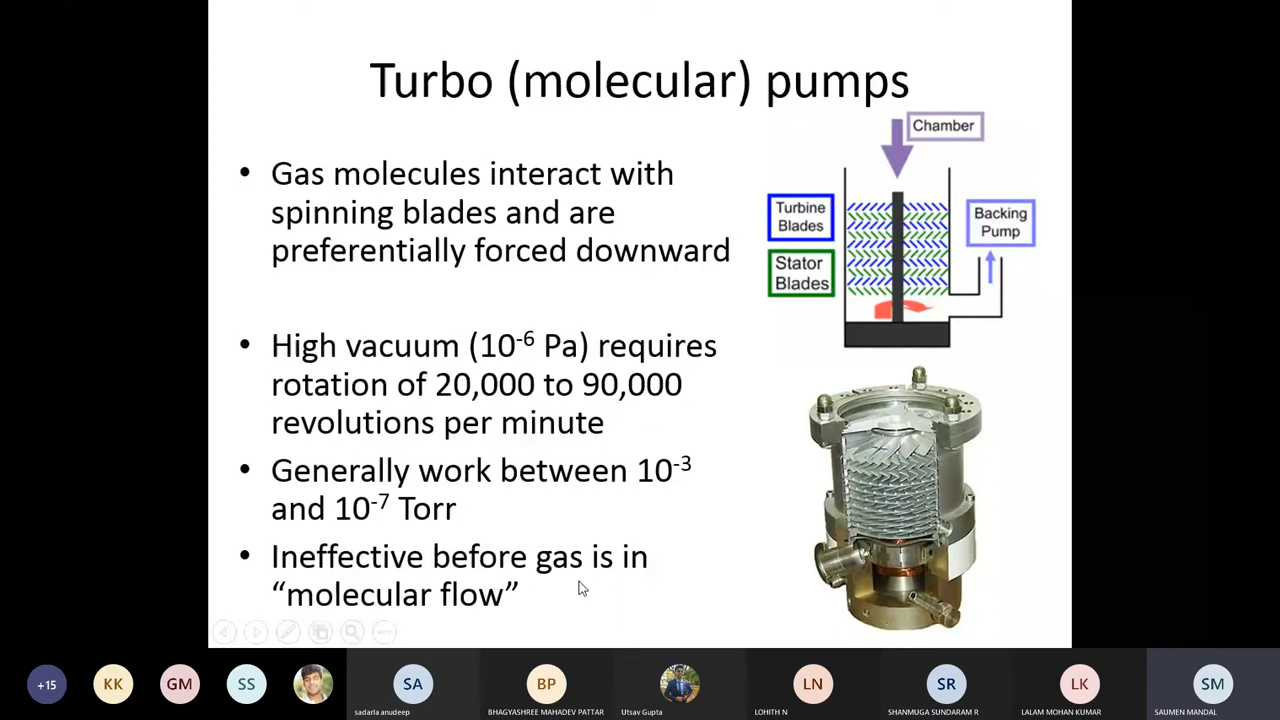 Turbo (molecular) pumps
• Gas molecules interact with
spinning blades and are
preferentially forced downward
• High vacuum (10⁻⁶ Pa) requires
rotation of 20,000 to 90,000
revolutions per minute
• Generally work between 10⁻³
and 10⁻⁷ Torr
• Ineffective before gas is in
“molecular flow”
Chamber
Turbine
Blades
Stator
Blades
Backing
Pump
+15
KK
GM
SS
SA
sadarla anudeep
BP
BHAGYASHREE MAHADEV PATTAR
Utsav Gupta
LN
LOHITH N
SR
SHANMUGA SUNDARAM R
LK
LALAM MOHAN KUMAR
SM
SAUMEN MANDAL